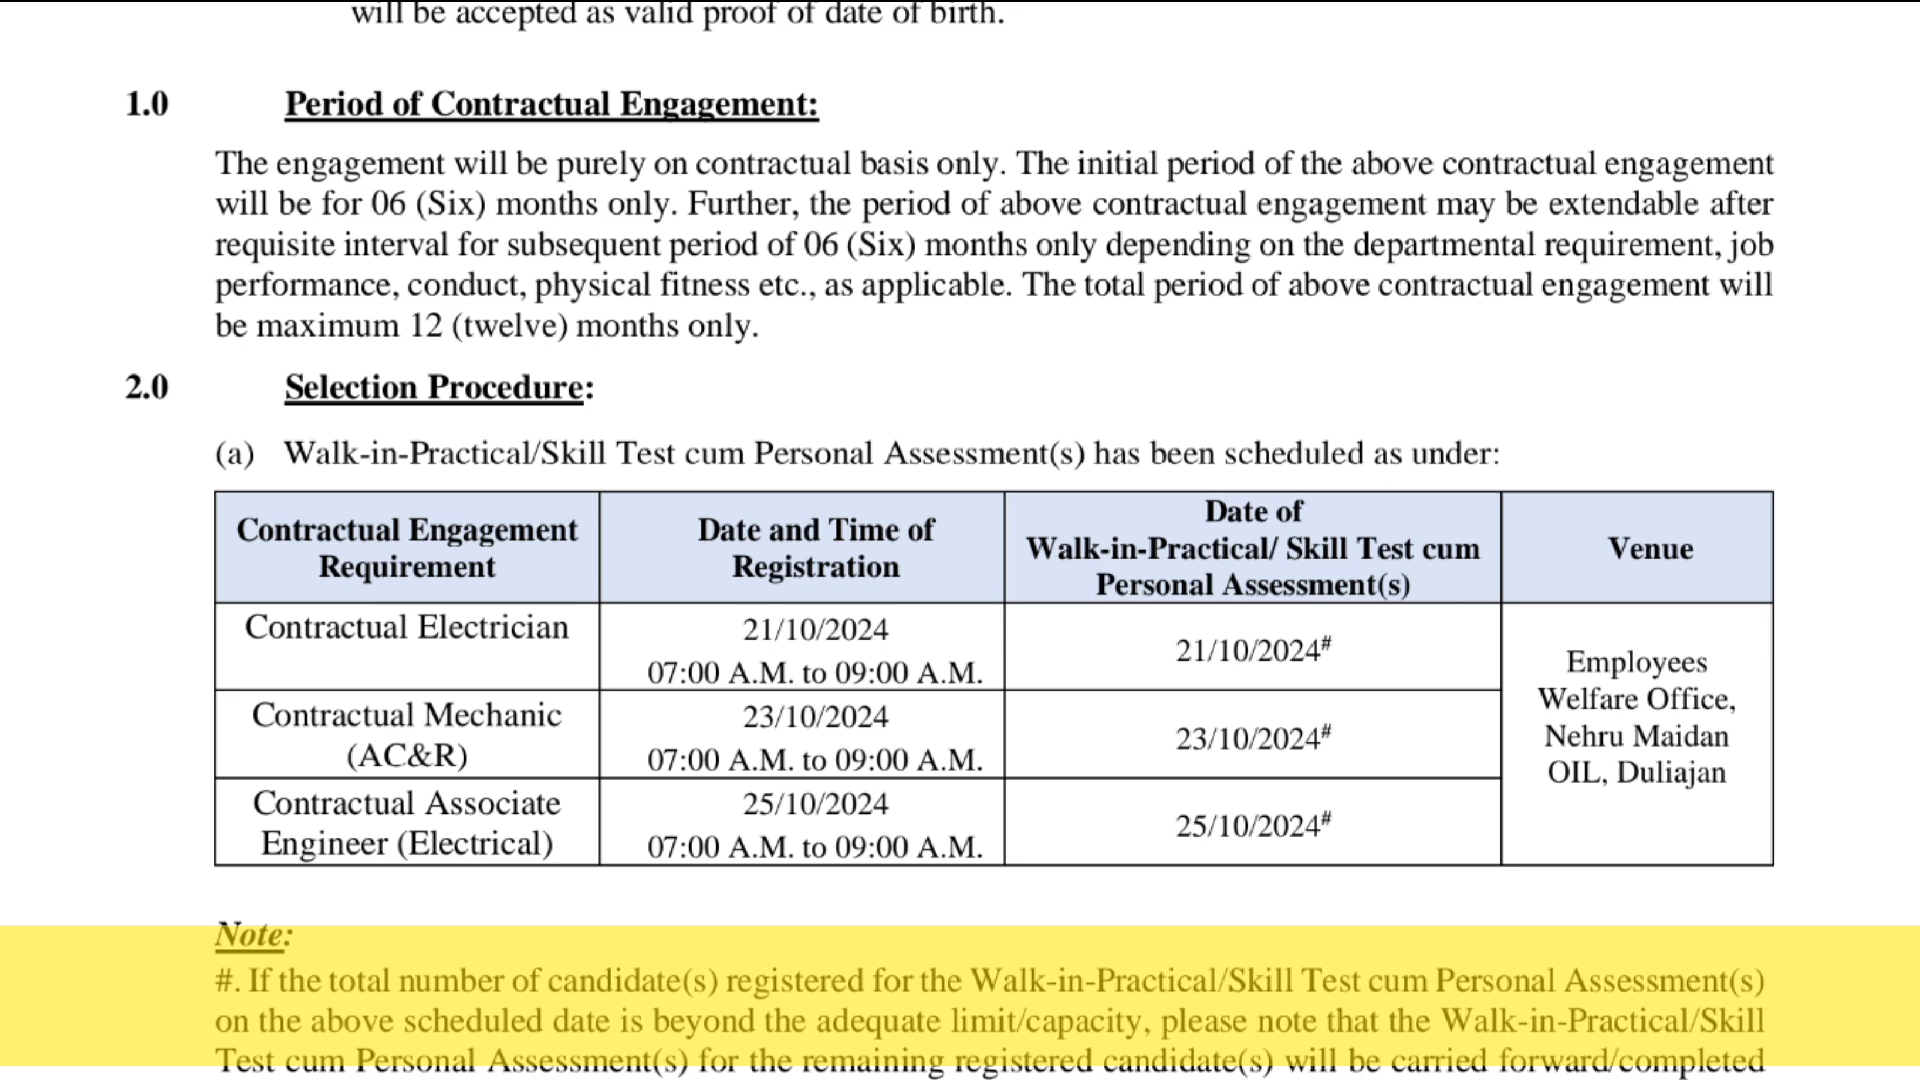 will be accepted as valid proof of date of birth.
1.0 Period of Contractual Engagement:
The engagement will be purely on contractual basis only. The initial period of the above contractual engagement
will be for 06 (Six) months only. Further, the period of above contractual engagement may be extendable after
requisite interval for subsequent period of 06 (Six) months only depending on the departmental requirement, job
performance, conduct, physical fitness etc., as applicable. The total period of above contractual engagement will
be maximum 12 (twelve) months only.
2.0 Selection Procedure:
(a) Walk-in-Practical/Skill Test cum Personal Assessment(s) has been scheduled as under:
Contractual Engagement
Requirement
Date and Time of
Registration
Date of
Walk-in-Practical/ Skill Test cum
Personal Assessment(s)
Venue
Contractual Electrician
21/10/2024
07:00 A.M. to 09:00 A.M.
21/10/2024#
Contractual Mechanic
(AC&R)
23/10/2024
07:00 A.M. to 09:00 A.M.
23/10/2024#
Contractual Associate
Engineer (Electrical)
25/10/2024
07:00 A.M. to 09:00 A.M.
25/10/2024#
Employees
Welfare Office,
Nehru Maidan
OIL, Duliajan
Note:
#. If the total number of candidate(s) registered for the Walk-in-Practical/Skill Test cum Personal Assessment(s)
on the above scheduled date is beyond the adequate limit/capacity, please note that the Walk-in-Practical/Skill
Test cum Personal Assessment(s) for the remaining registered candidate(s) will be carried forward/completed